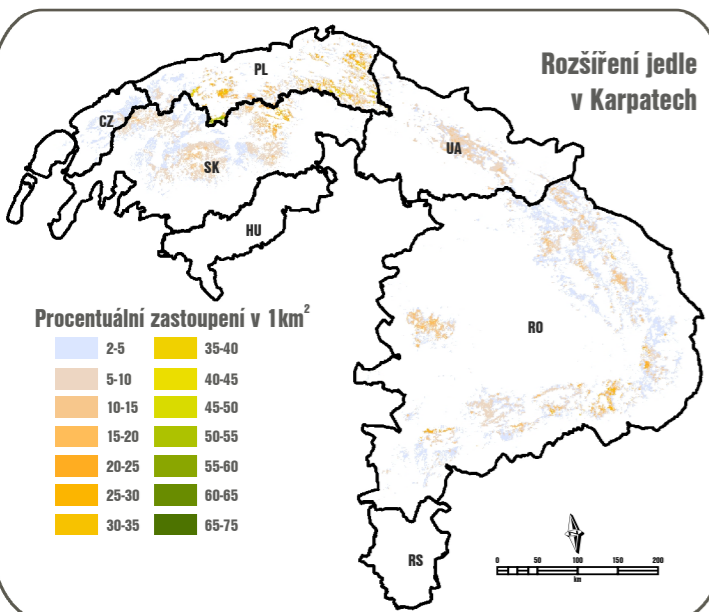 Rozšíření jedle
v Karpatech
PL
CZ
SK
UA
HU
RO
RS
Procentuální zastoupení v 1km²
2-5
5-10
10-15
15-20
20-25
25-30
30-35
35-40
40-45
45-50
50-55
55-60
60-65
65-75
0 50 100 150 200
km